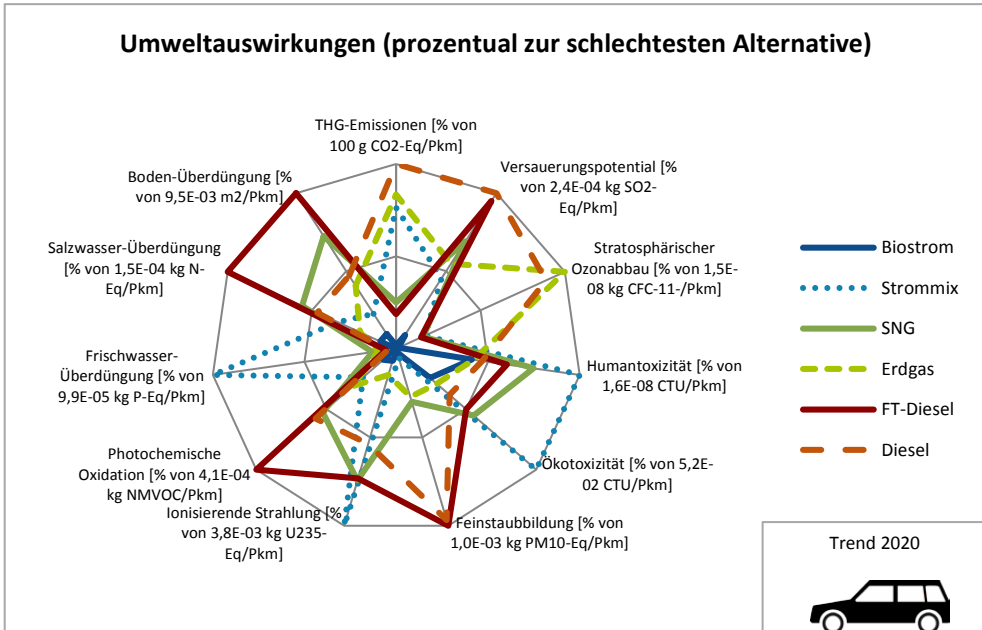 Umweltauswirkungen (prozentual zur schlechtesten Alternative)
THG-Emissionen [% von
100 g CO2-Eq/Pkm]
Versauerungspotential [%
von 2,4E-04 kg SO2-
Eq/Pkm]
Stratosphärischer
Ozonabbau [% von 1,5E-
08 kg CFC-11-/Pkm]
Humantoxizität [% von
1,6E-08 CTU/Pkm]
Ökotoxizität [% von 5,2E-
02 CTU/Pkm]
Feinstaubbildung [% von
1,0E-03 kg PM10-Eq/Pkm]
Ionisierende Strahlung [%
von 3,8E-03 kg U235-
Eq/Pkm]
Photochemische
Oxidation [% von 4,1E-04
kg NMVOC/Pkm]
Frischwasser-
Überdüngung [% von
9,9E-05 kg P-Eq/Pkm]
Salzwasser-Überdüngung
[% von 1,5E-04 kg N-
Eq/Pkm]
Boden-Überdüngung [%
von 9,5E-03 m2/Pkm]
Biostrom
Strommix
SNG
Erdgas
FT-Diesel
Diesel
Trend 2020